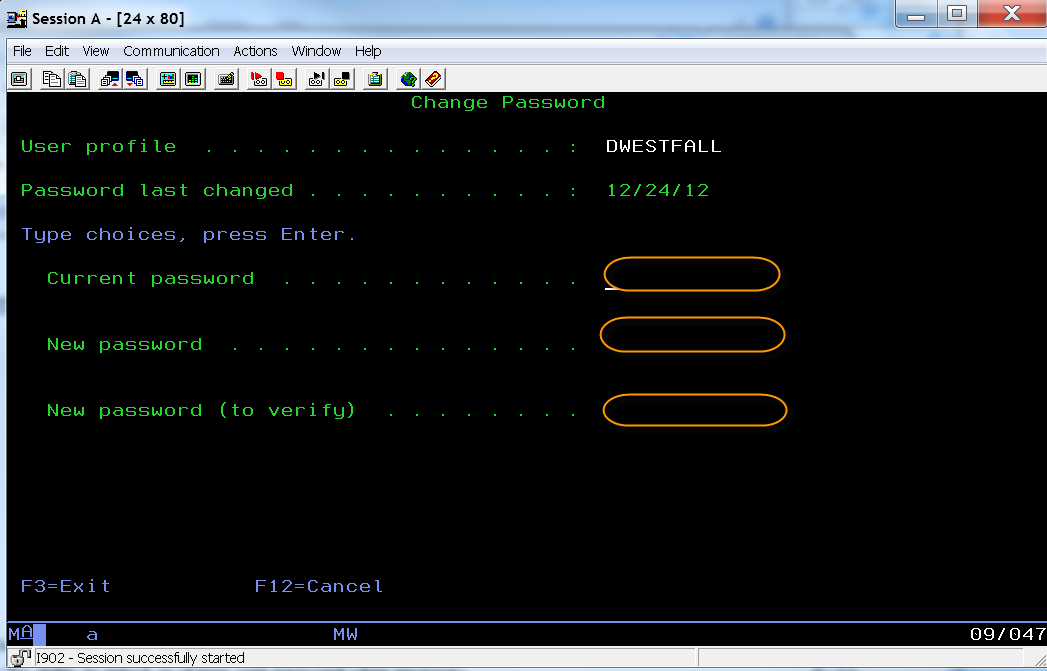 Session A - [24 x 80]
File Edit View Communication Actions Window Help
Change Password
User profile . . . . . . . . . . . . . . : DWESTFALL
Password last changed . . . . . . . . . . : 12/24/12
Type choices, press Enter.
Current password . . . . . . . . . . . .
New password . . . . . . . . . . . . . .
New password (to verify) . . . . . . . .
F3=Exit F12=Cancel
MA a MW 09/047
I902 - Session successfully started